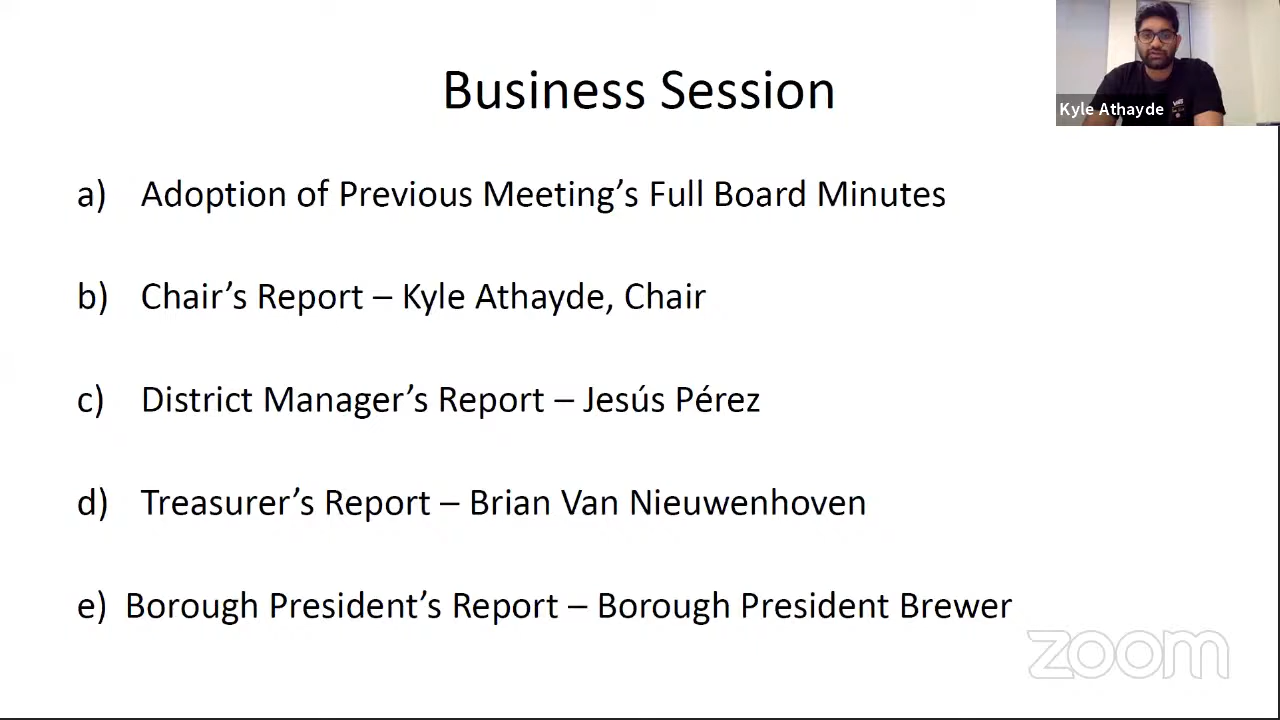 Business Session
Kyle Athayde
a) Adoption of Previous Meeting’s Full Board Minutes
b) Chair’s Report – Kyle Athayde, Chair
c) District Manager’s Report – Jesús Pérez
d) Treasurer’s Report – Brian Van Nieuwenhoven
e) Borough President’s Report – Borough President Brewer
zoom